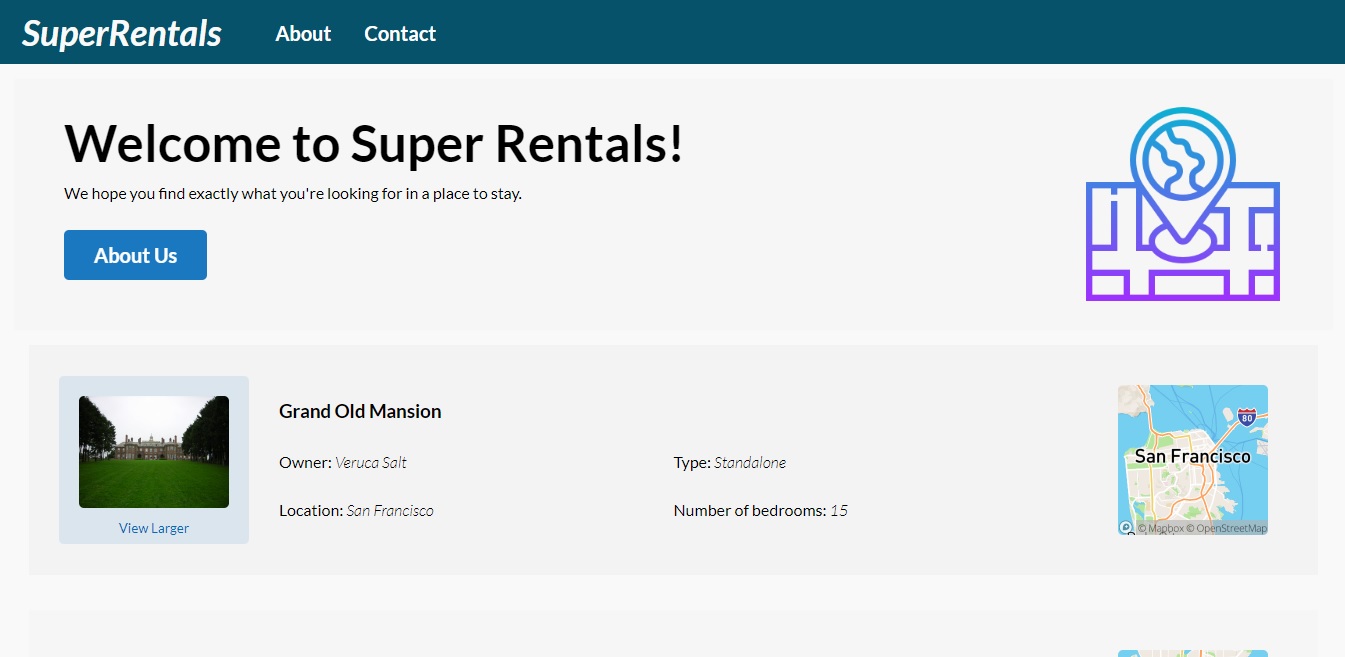 SuperRentals
About
Contact
Welcome to Super Rentals!
We hope you find exactly what you're looking for in a place to stay.
About Us
View Larger
Grand Old Mansion
Owner: Veruca Salt
Type: Standalone
Location: San Francisco
Number of bedrooms: 15
80
San Francisco
© Mapbox © OpenStreetMap